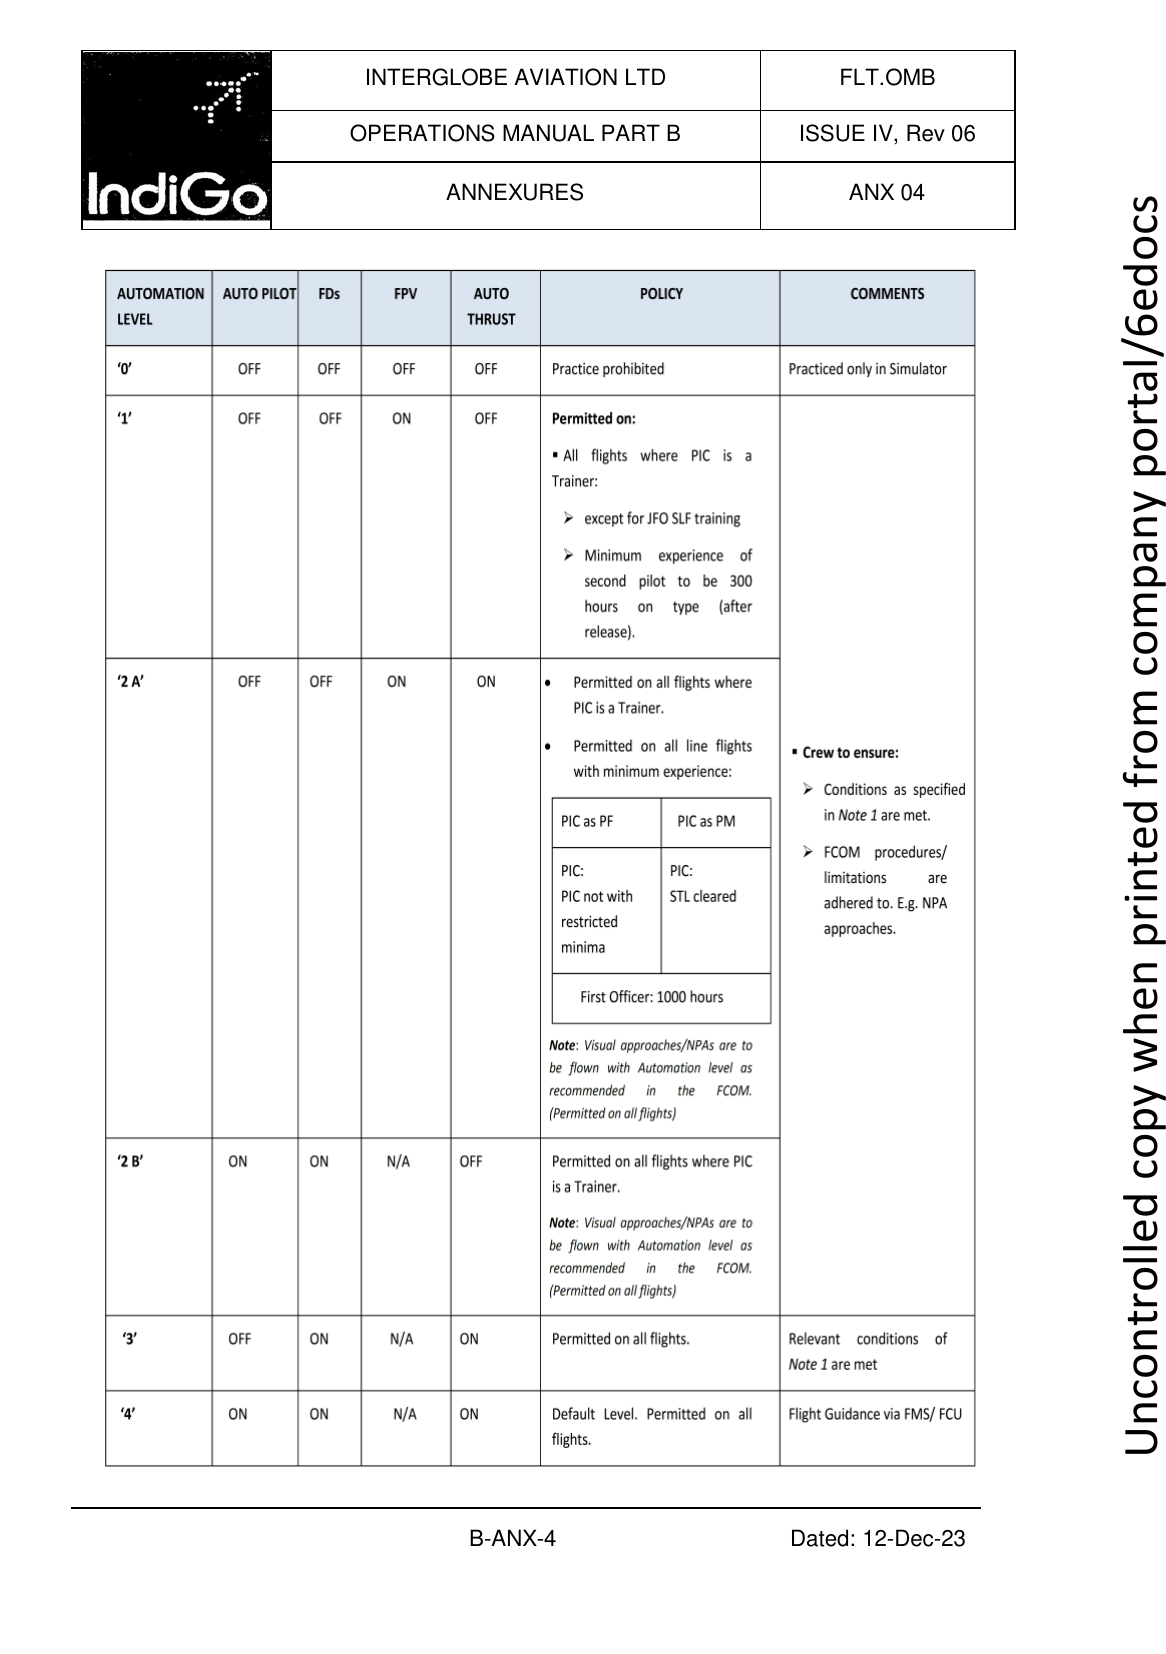 IndiGo
INTERGLOBE AVIATION LTD
FLT.OMB
OPERATIONS MANUAL PART B
ISSUE IV, Rev 06
ANNEXURES
ANX 04
AUTOMATION
LEVEL
AUTO PILOT
FDs
FPV
AUTO
THRUST
POLICY
COMMENTS
‘0’
OFF
OFF
OFF
OFF
Practice prohibited
Practiced only in Simulator
‘1’
OFF
OFF
ON
OFF
Permitted on:
▪ All flights where PIC is a
Trainer:
➢ except for JFO SLF training
➢ Minimum experience of
second pilot to be 300
hours on type (after
release).
‘2 A’
OFF
OFF
ON
ON
• Permitted on all flights where
PIC is a Trainer.
• Permitted on all line flights
with minimum experience:
PIC as PF
PIC as PM
PIC:
PIC not with
restricted
minima
PIC:
STL cleared
First Officer: 1000 hours
Note: Visual approaches/NPAs are to
be flown with Automation level as
recommended in the FCOM.
(Permitted on all flights)
▪ Crew to ensure:
➢ Conditions as specified
in Note 1 are met.
➢ FCOM procedures/
limitations are
adhered to. E.g. NPA
approaches.
‘2 B’
ON
ON
N/A
OFF
Permitted on all flights where PIC
is a Trainer.
Note: Visual approaches/NPAs are to
be flown with Automation level as
recommended in the FCOM.
(Permitted on all flights)
‘3’
OFF
ON
N/A
ON
Permitted on all flights.
Relevant conditions of
Note 1 are met
‘4’
ON
ON
N/A
ON
Default Level. Permitted on all
flights.
Flight Guidance via FMS/ FCU
B-ANX-4
Dated: 12-Dec-23
Uncontrolled copy when printed from company portal/6edocs